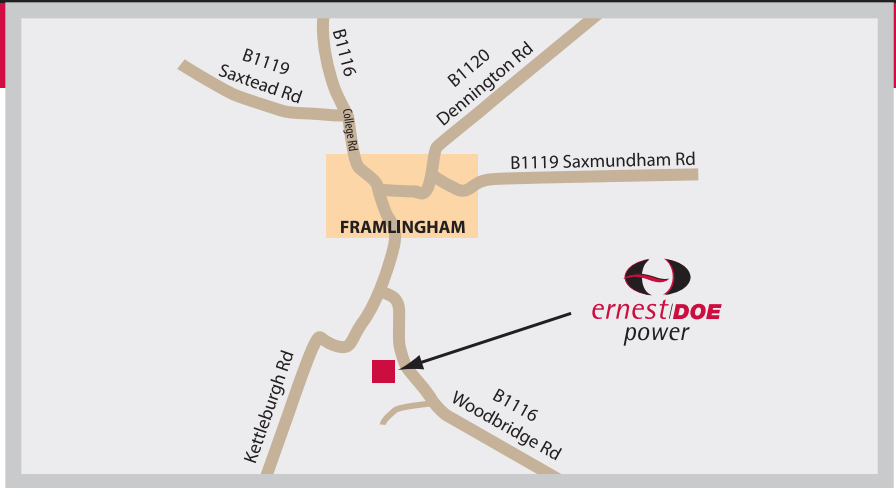 B1116
B1119
Saxtead Rd
B1120
Dennington Rd
College Rd
B1119 Saxmundham Rd
FRAMLINGHAM
ernest/DOE
power
Kettleburgh Rd
B1116
Woodbridge Rd